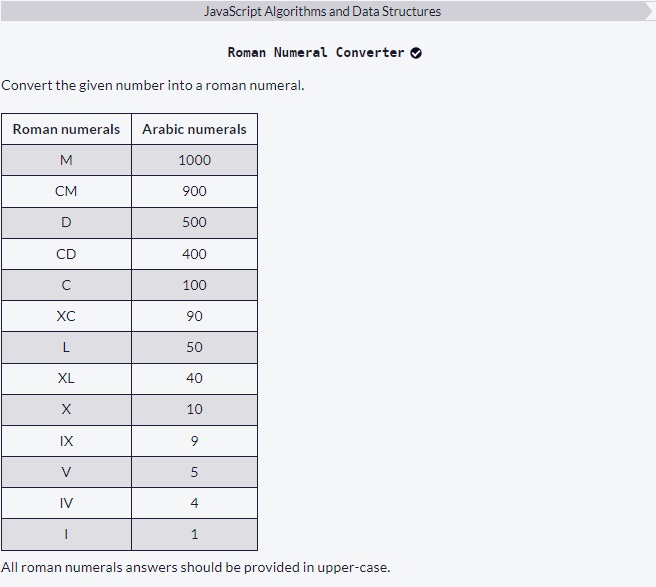 JavaScript Algorithms and Data Structures
Roman Numeral Converter
Convert the given number into a roman numeral.
Roman numerals Arabic numerals
M 1000
CM 900
D 500
CD 400
C 100
XC 90
L 50
XL 40
X 10
IX 9
V 5
IV 4
I 1
All roman numerals answers should be provided in upper-case.